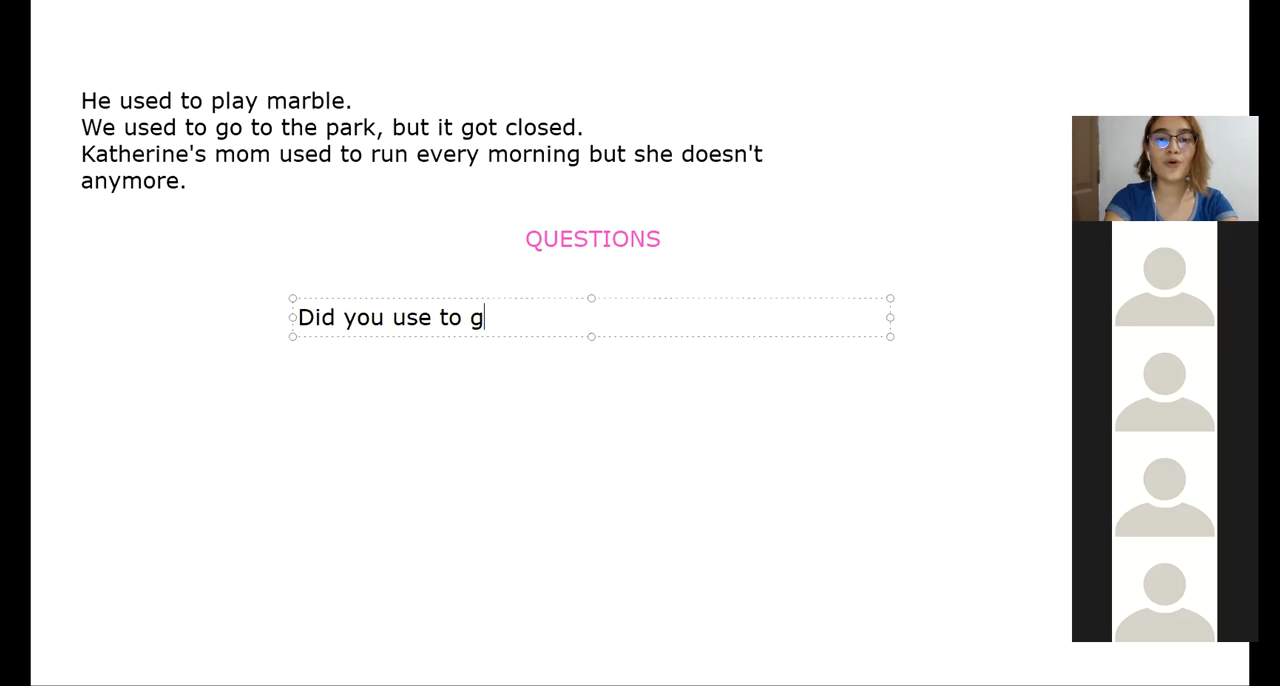 He used to play marble.
We used to go to the park, but it got closed.
Katherine's mom used to run every morning but she doesn't
anymore.
QUESTIONS
Did you use to g